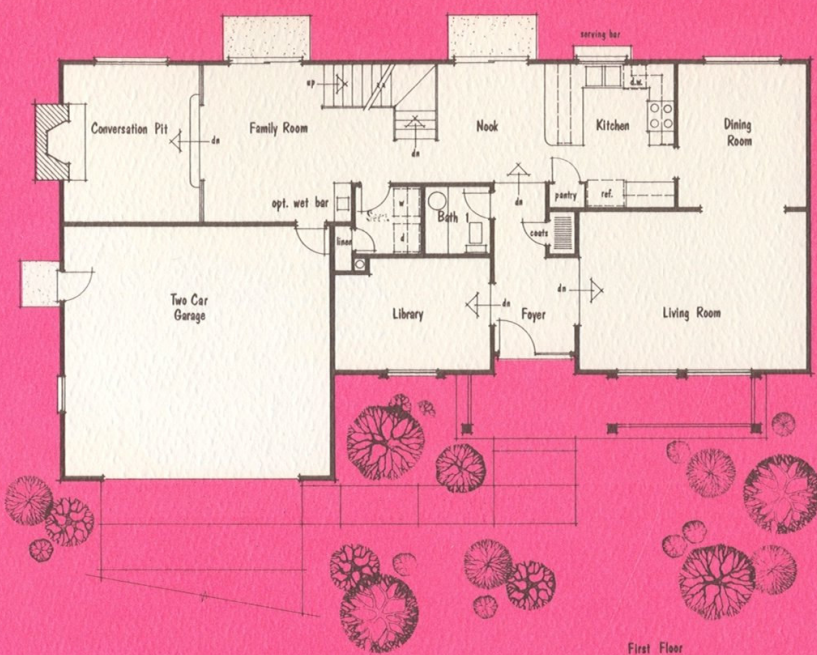 serving bar
up
d.w.
Conversation Pit
dn
Family Room
Nook
dn
Kitchen
Dining
Room
opt. wet bar
w
d
Bath 1
dn
pantry
ref.
coats
linen
Two Car
Garage
Library
dn
Foyer
dn
Living Room
First Floor